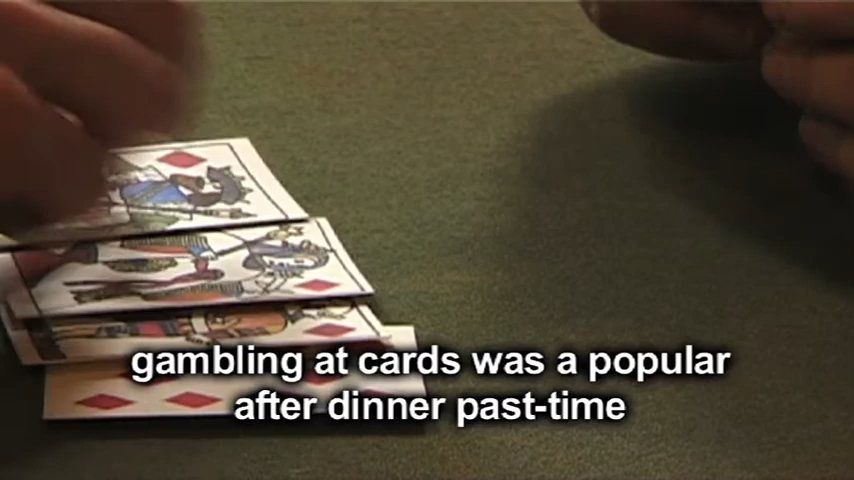 gambling at cards was a popular
after dinner past-time